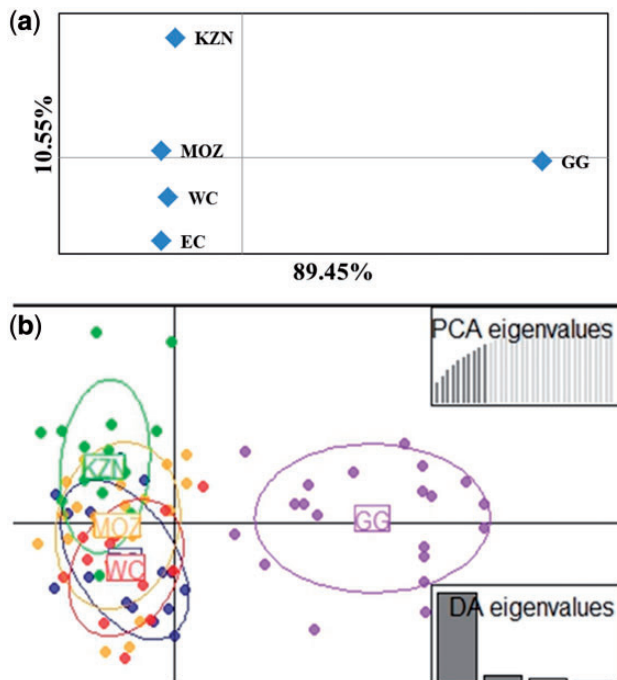 (a)
KZN
MOZ
GG
WC
EC
10.55%
89.45%
(b)
PCA eigenvalues
KZN
MOZ
GG
WC
DA eigenvalues